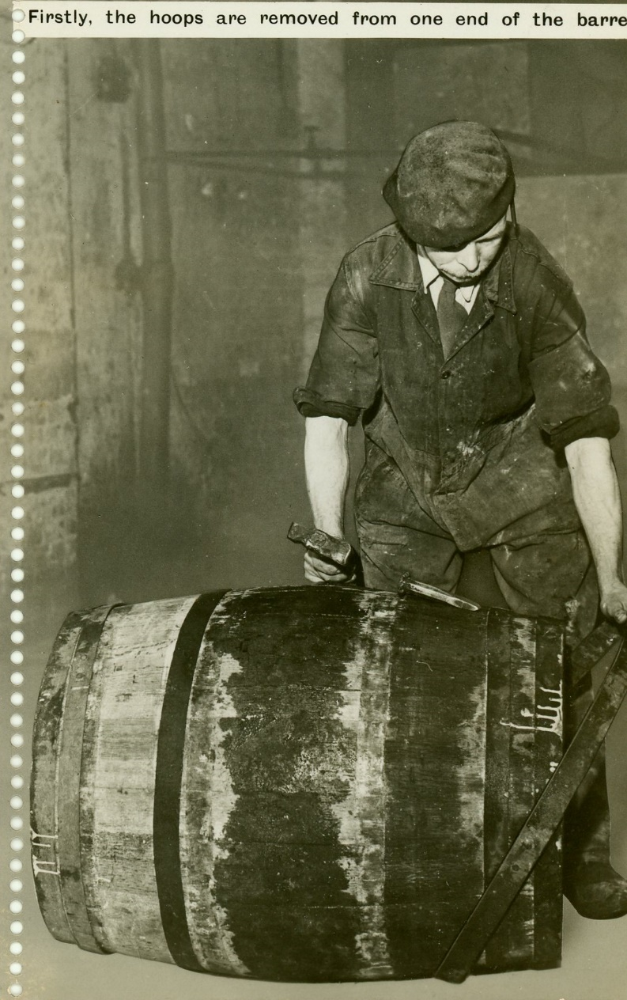 Firstly, the hoops are removed from one end of the barre